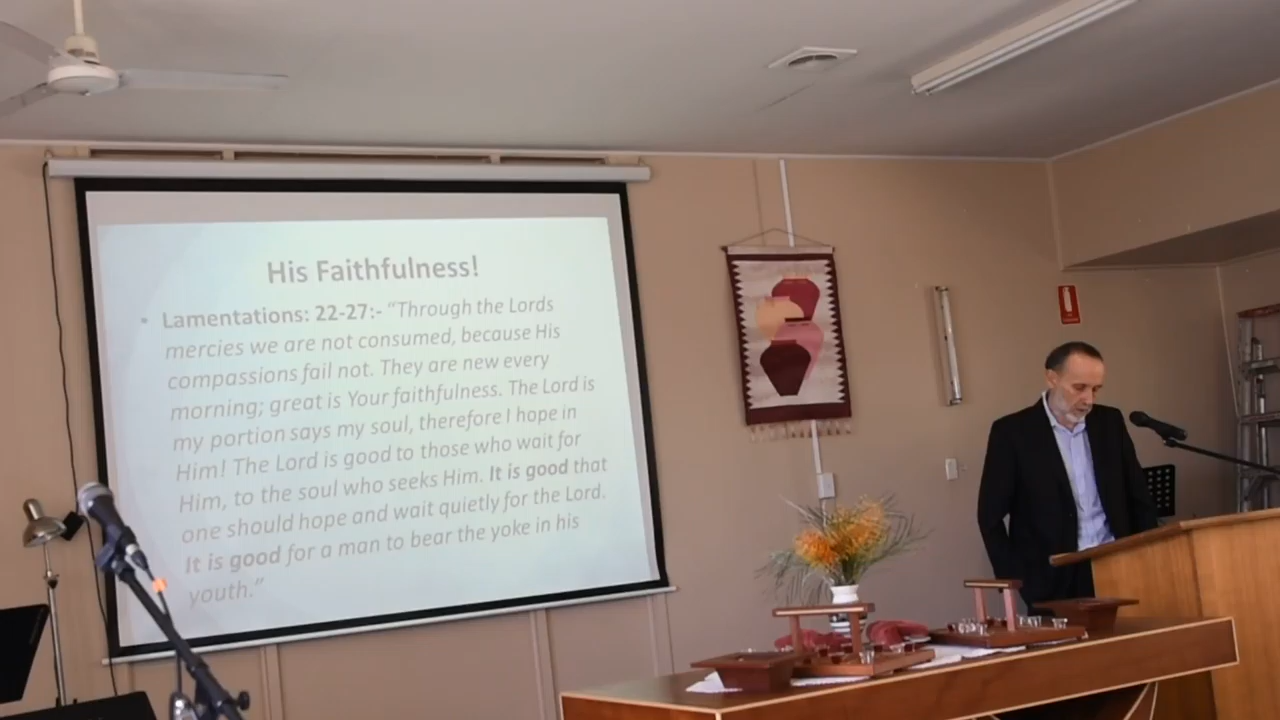 His Faithfulness!
• Lamentations: 22-27:- “Through the Lords
mercies we are not consumed, because His
compassions fail not. They are new every
morning; great is Your faithfulness. The Lord is
my portion says my soul, therefore I hope in
Him! The Lord is good to those who wait for
Him, to the soul who seeks Him. It is good that
one should hope and wait quietly for the Lord.
It is good for a man to bear the yoke in his
youth.”